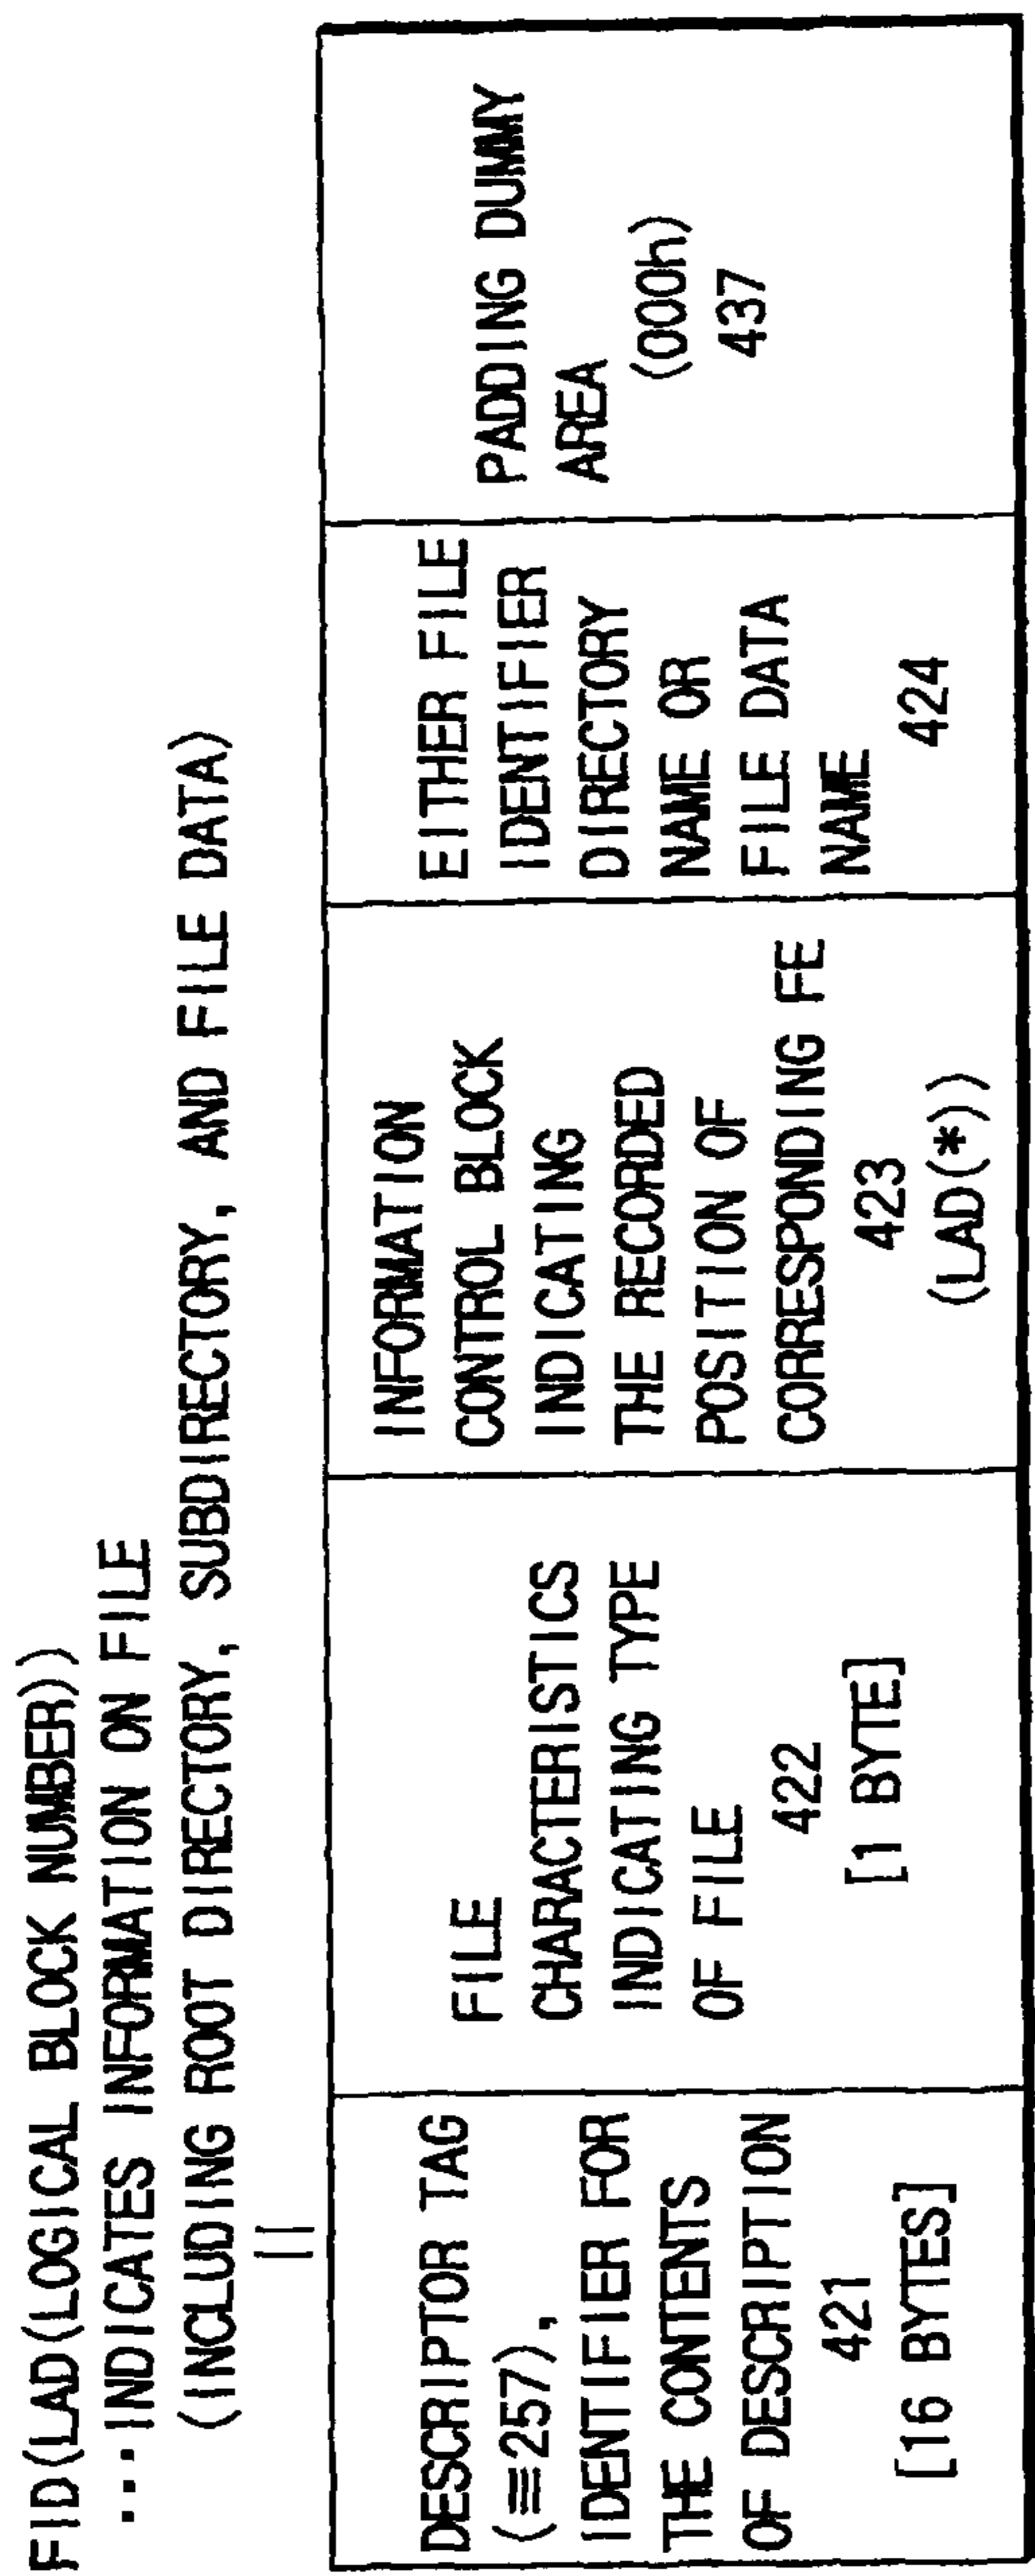 FID(LAD(LOGICAL BLOCK NUMBER))
···INDICATES INFORMATION ON FILE
(INCLUDING ROOT DIRECTORY, SUBDIRECTORY, AND FILE DATA)
||
DESCRIPTOR TAG
(≡257),
IDENTIFIER FOR
THE CONTENTS
OF DESCRIPTION
421
[16 BYTES]
FILE
CHARACTERISTICS
INDICATING TYPE
OF FILE
422
[1 BYTE]
INFORMATION
CONTROL BLOCK
INDICATING
THE RECORDED
POSITION OF
CORRESPONDING FE
423
(LAD(*))
EITHER FILE
IDENTIFIER
DIRECTORY
NAME OR
FILE DATA
NAME
424
PADDING DUMMY
AREA
(000h)
437